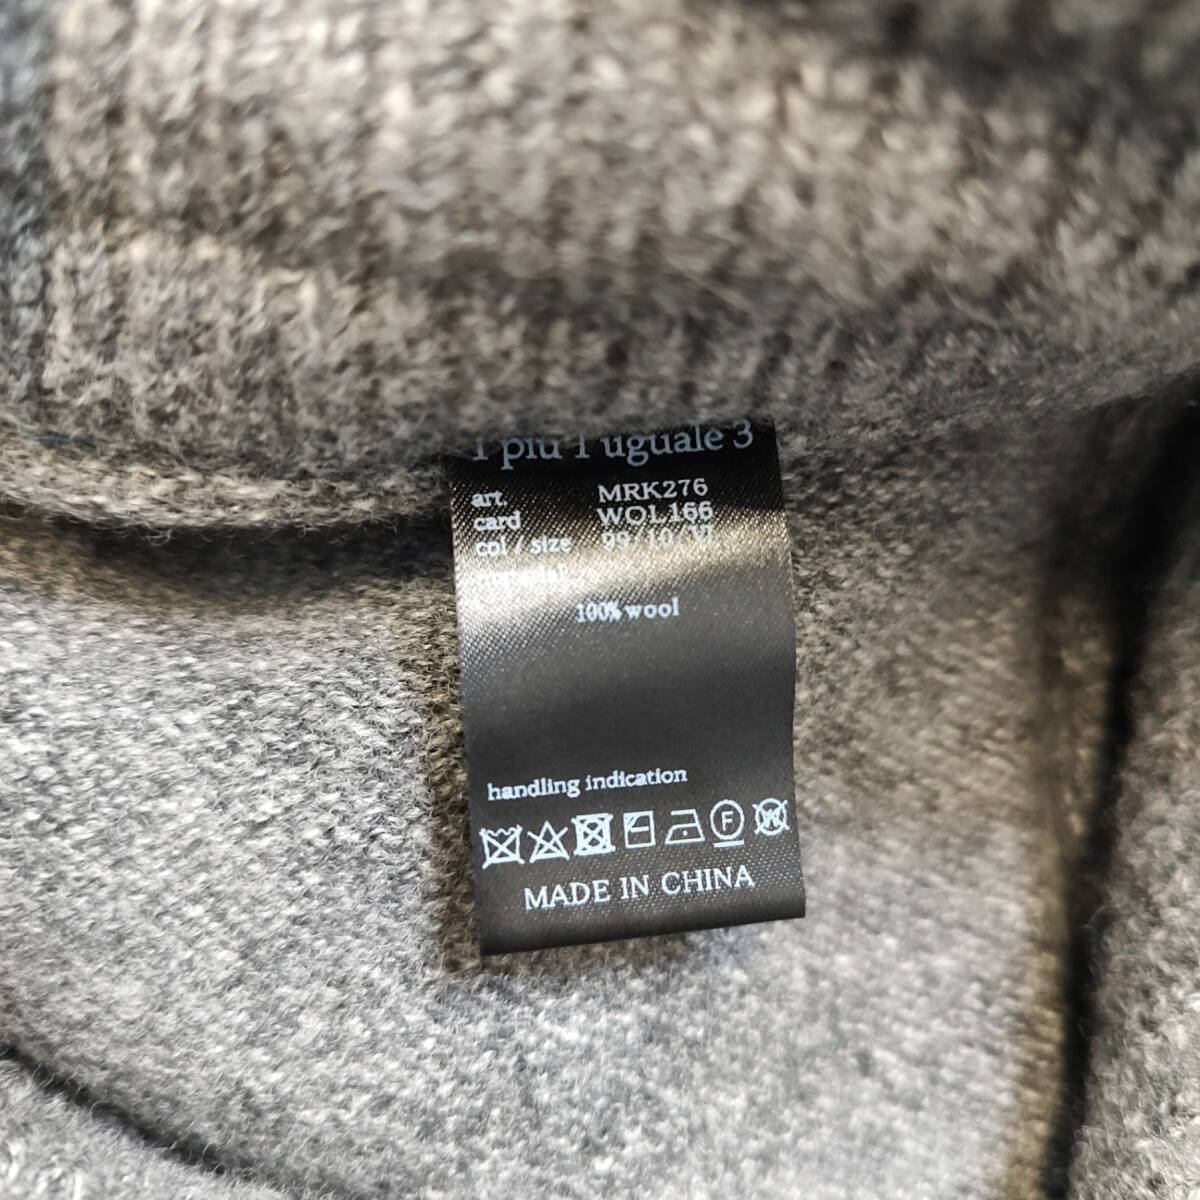 1 più 1 uguale 3
art. MRK276
card WOL166
col / size 99/10/VI
100% wool
handling indication
F W
MADE IN CHINA